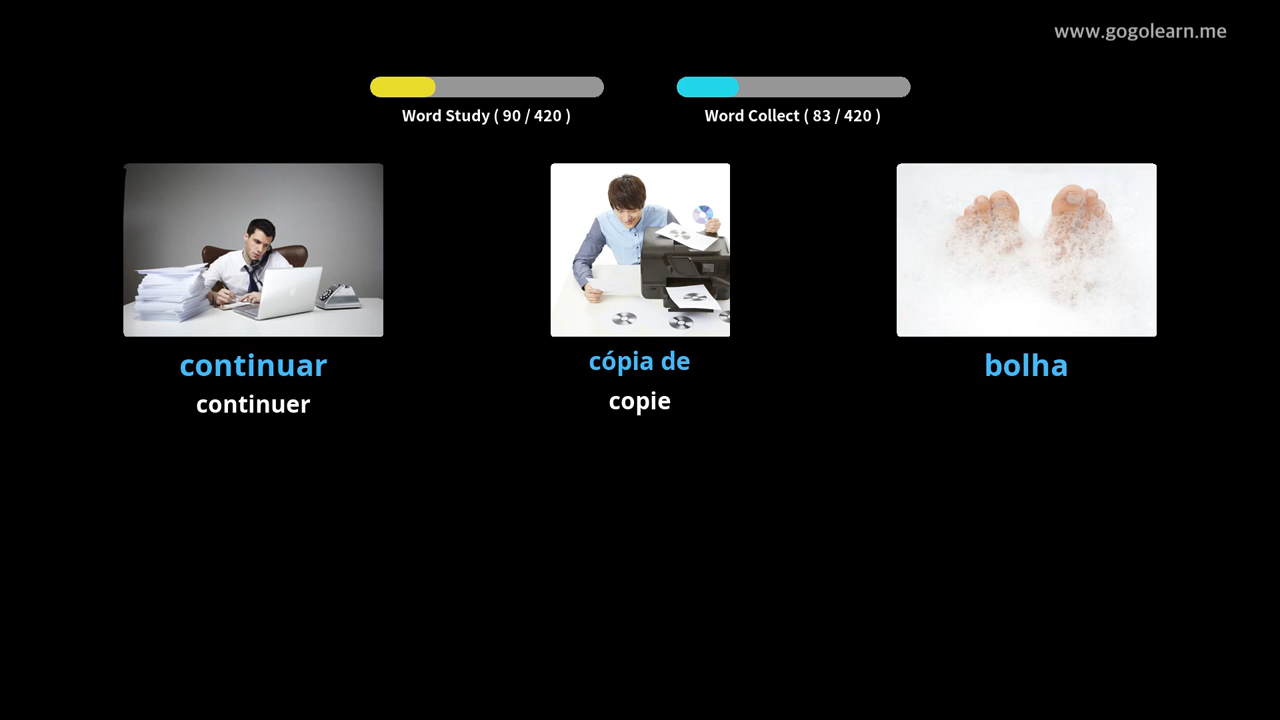 www.gogolearn.me
Word Study ( 90 / 420 )
Word Collect ( 83 / 420 )
continuar
continuer
cópia de
copie
bolha